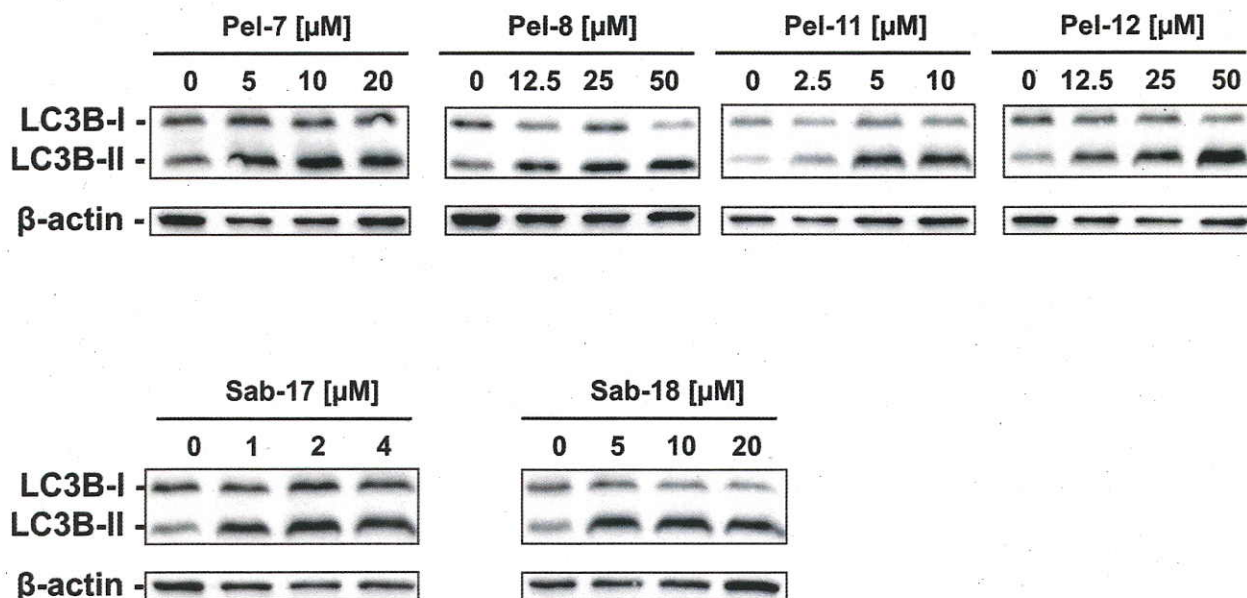 Pel-7 [µM] Pel-8 [µM] Pel-11 [µM] Pel-12 [µM]
0 5 10 20 0 12.5 25 50 0 2.5 5 10 0 12.5 25 50
LC3B-I -
LC3B-II -
β-actin -
Sab-17 [µM] Sab-18 [µM]
0 1 2 4 0 5 10 20
LC3B-I -
LC3B-II -
β-actin -